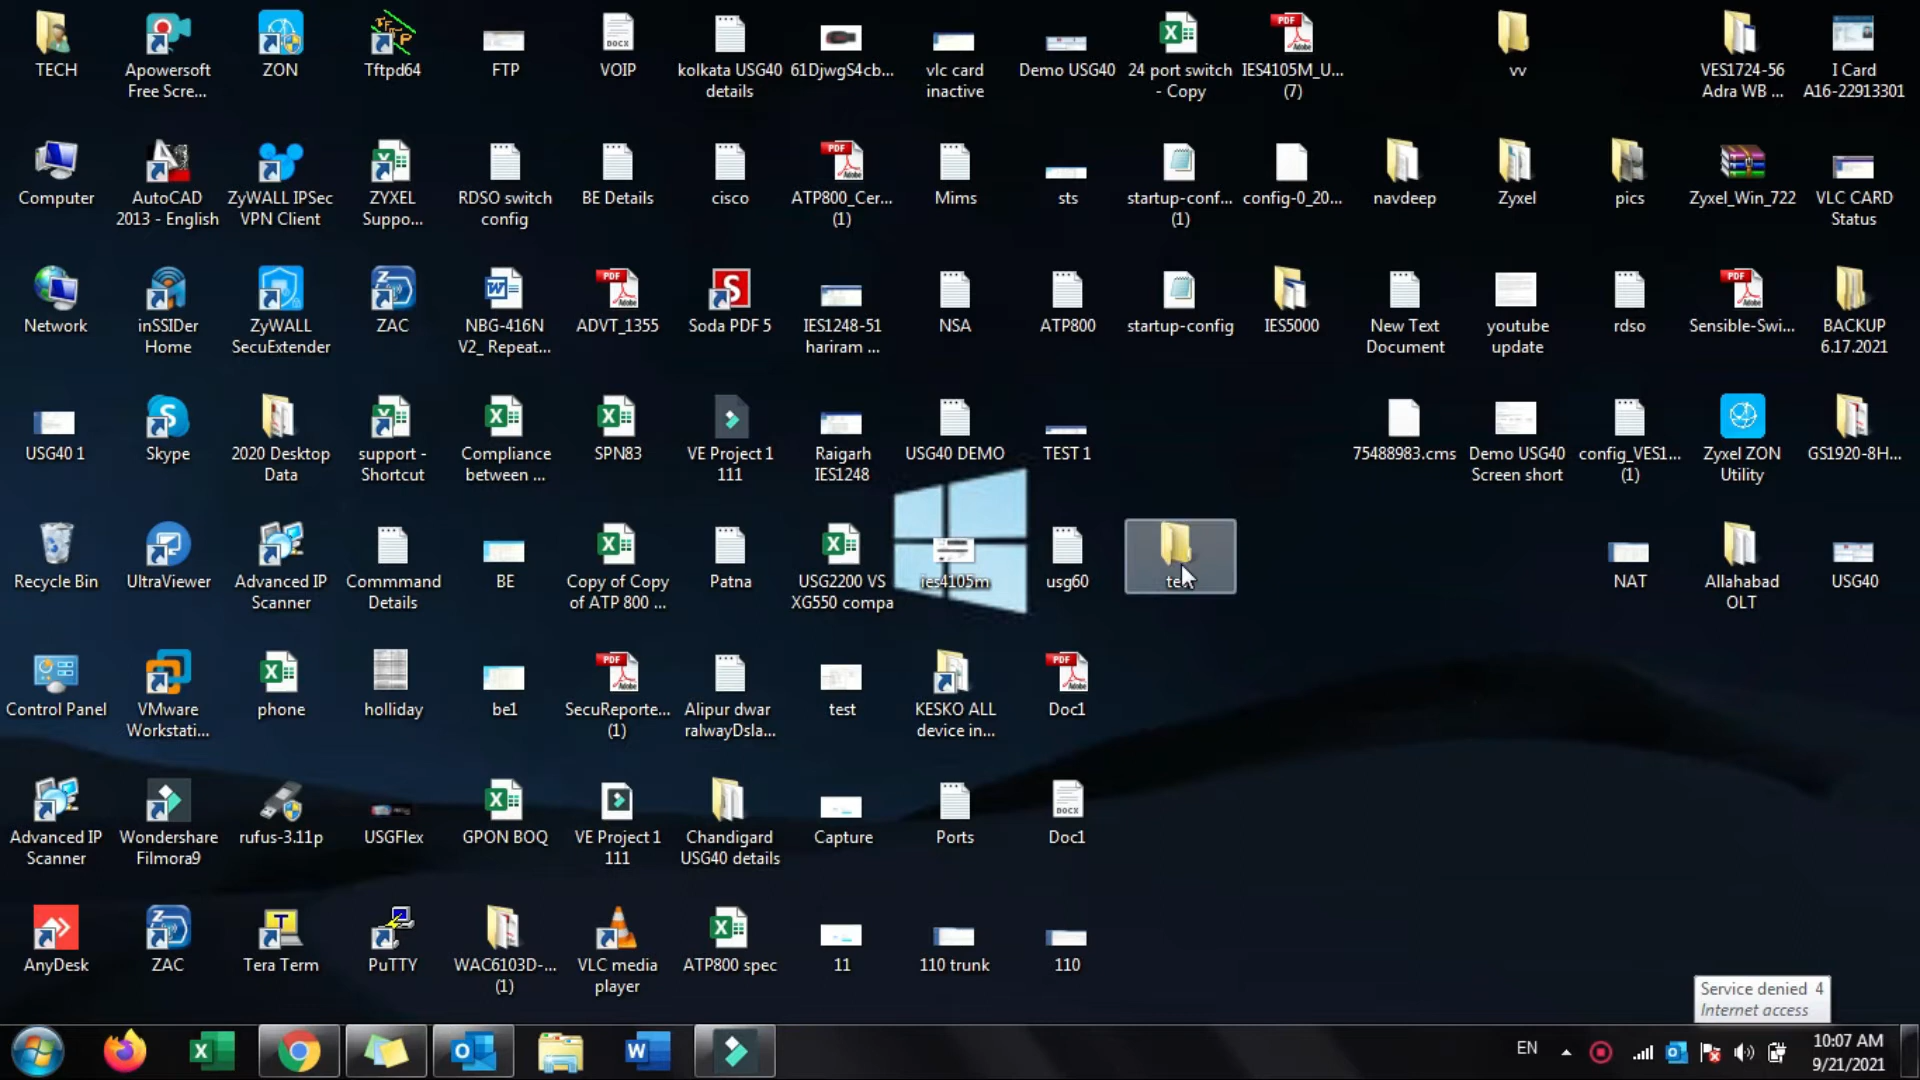 TECH
Apowersoft
Free Scre...
ZON
Tftpd64
FTP
VOIP
kolkata USG40
details
61DjwgS4cb...
vlc card
inactive
Demo USG40
24 port switch
- Copy
IES4105M_U...
(7)
vv
VES1724-56
Adra WB ...
I Card
A16-22913301
Computer
AutoCAD
2013 - English
ZyWALL IPSec
VPN Client
ZYXEL
Suppo...
RDSO switch
config
BE Details
cisco
ATP800_Cer...
(1)
Mims
sts
startup-conf...
(1)
config-0_20...
navdeep
Zyxel
pics
Zyxel_Win_722
VLC CARD
Status
Network
inSSIDer
Home
ZyWALL
SecuExtender
ZAC
NBG-416N
V2_ Repeat...
ADVT_1355
Soda PDF 5
IES1248-51
hariram ...
NSA
ATP800
startup-config
IES5000
New Text
Document
youtube
update
rdso
Sensible-Swi...
BACKUP
6.17.2021
USG40 1
Skype
2020 Desktop
Data
support -
Shortcut
Compliance
between ...
SPN83
VE Project 1
111
Raigarh
IES1248
USG40 DEMO
TEST 1
75488983.cms
Demo USG40
Screen short
config_VES1...
(1)
Zyxel ZON
Utility
GS1920-8H...
Recycle Bin
UltraViewer
Advanced IP
Scanner
Commmand
Details
BE
Copy of Copy
of ATP 800 ...
Patna
USG2200 VS
XG550 compa
ies4105m
usg60
NAT
Allahabad
OLT
USG40
Control Panel
VMware
Workstati...
phone
holliday
be1
SecuReporte...
(1)
Alipur dwar
ralwayDsla...
test
KESKO ALL
device in...
Doc1
Advanced IP
Scanner
Wondershare
Filmora9
rufus-3.11p
USGFlex
GPON BOQ
VE Project 1
111
Chandigard
USG40 details
Capture
Ports
Doc1
AnyDesk
ZAC
Tera Term
PuTTY
WAC6103D-...
(1)
VLC media
player
ATP800 spec
11
110 trunk
110
Service denied 4
Internet access
EN
10:07 AM
9/21/2021